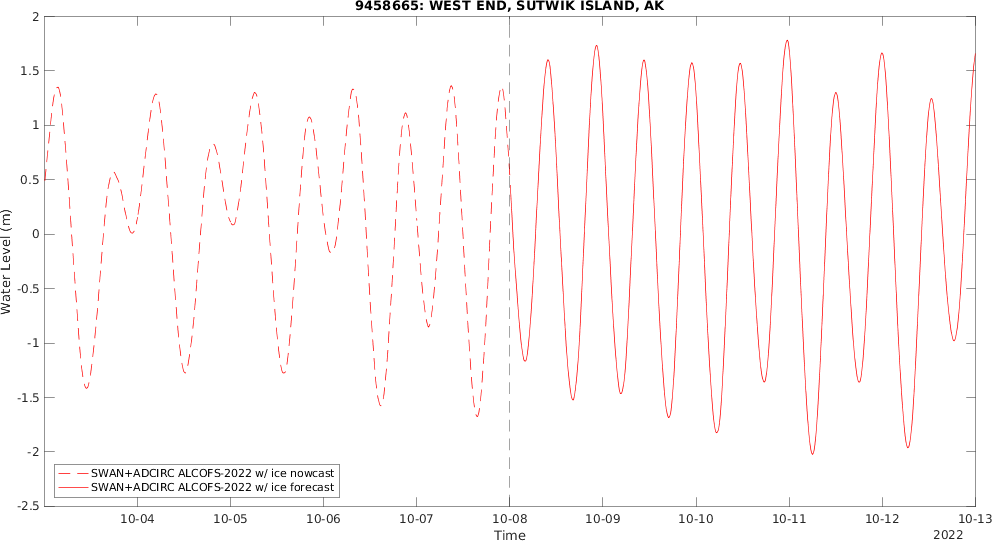 9458665: WEST END, SUTWIK ISLAND, AK
2
1.5
1
0.5
0
-0.5
-1
-1.5
-2
-2.5
Water Level (m)
SWAN+ADCIRC ALCOFS-2022 w/ ice nowcast
SWAN+ADCIRC ALCOFS-2022 w/ ice forecast
10-04 10-05 10-06 10-07 10-08 10-09 10-10 10-11 10-12 10-13
Time
2022